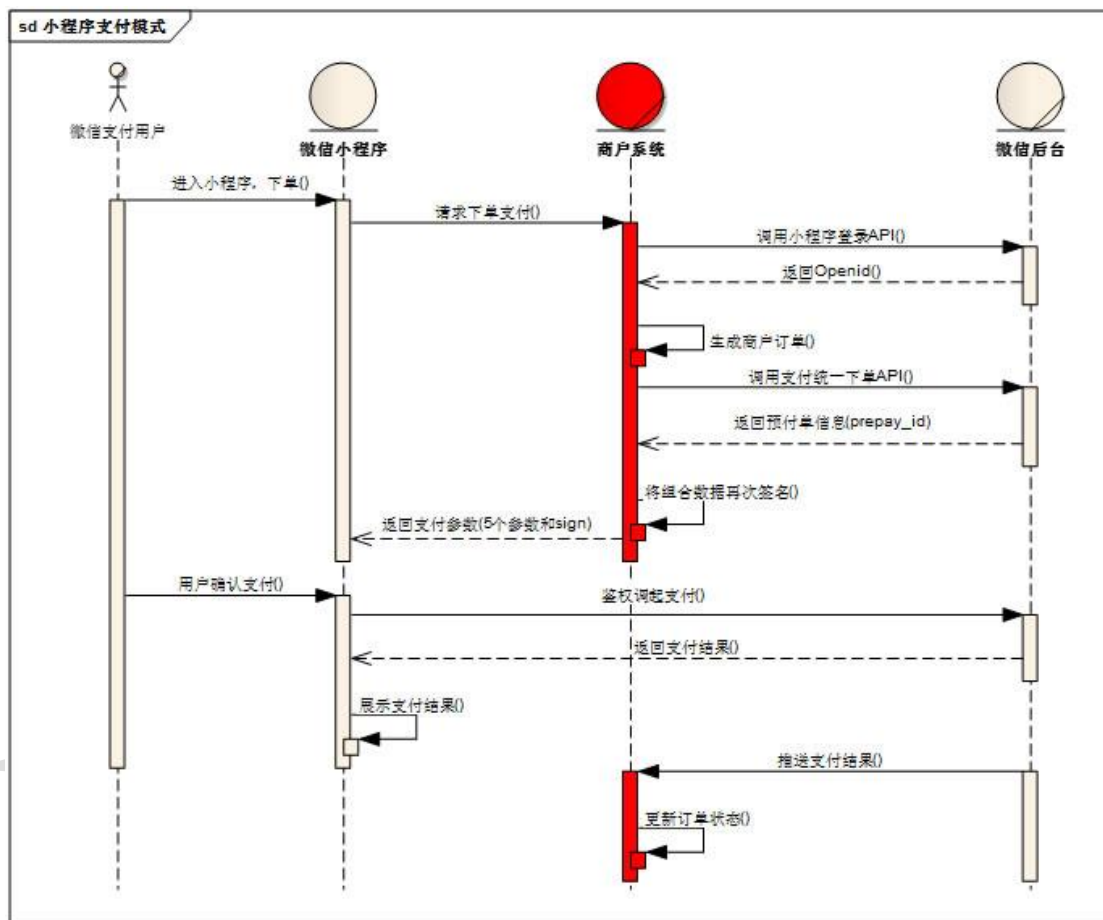 sd 小程序支付模式
微信支付用户
微信小程序
商户系统
微信后台
进入小程序，下单()
请求下单支付()
调用小程序登录API()
返回Openid()
生成商户订单()
调用支付统一下单API()
返回预付单信息(prepay_id)
将组合数据再次签名()
返回支付参数(5个参数和sign)
用户确认支付()
鉴权调起支付()
返回支付结果()
展示支付结果()
推送支付结果()
更新订单状态()